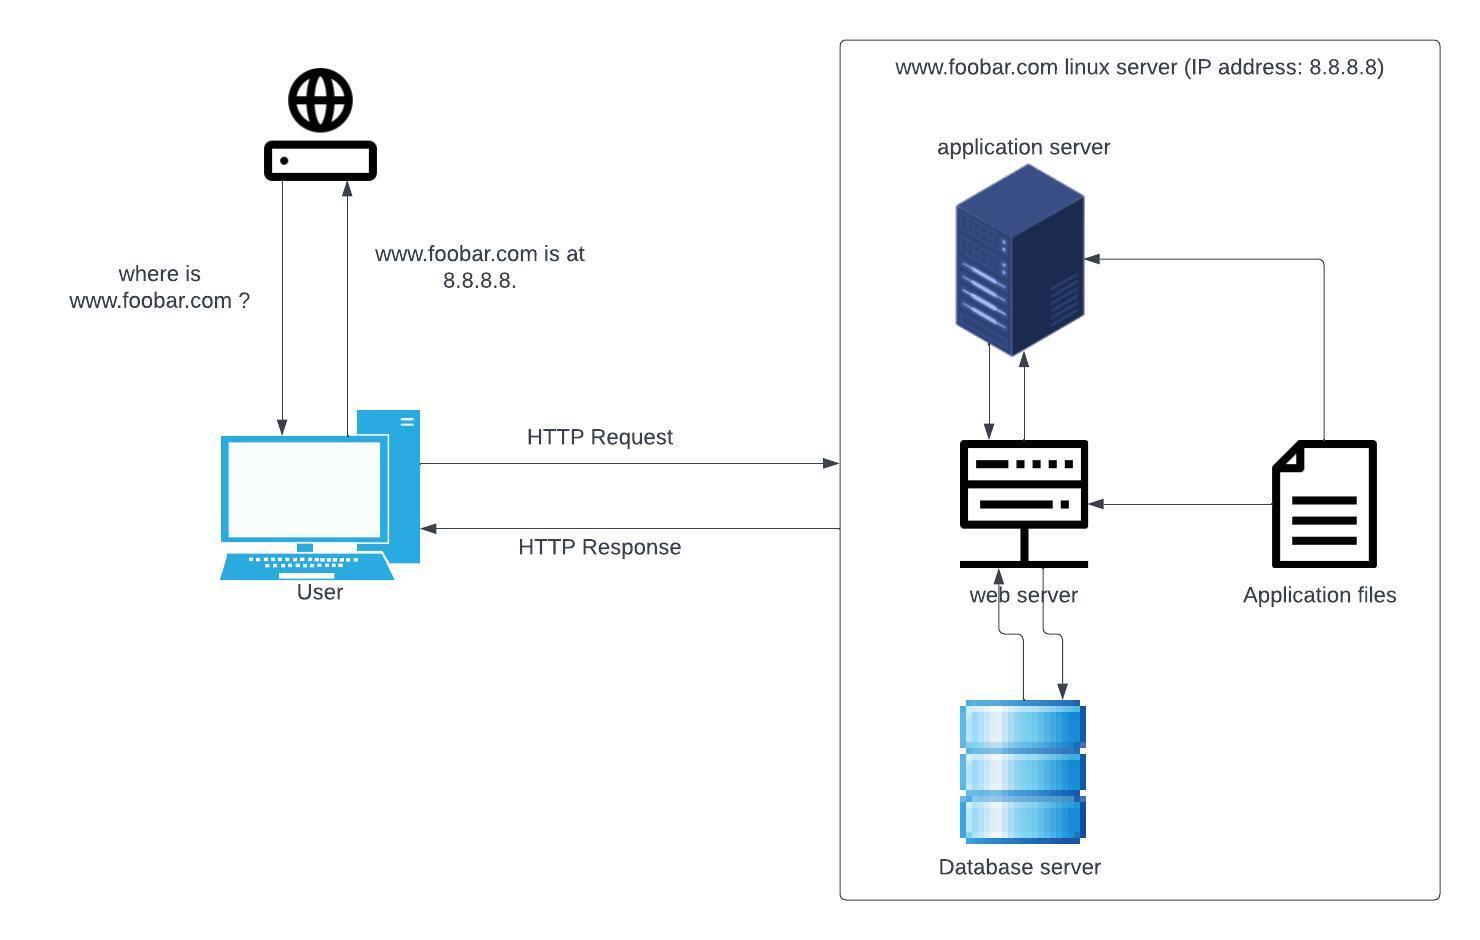 www.foobar.com linux server (IP address: 8.8.8.8)
application server
www.foobar.com is at
8.8.8.8.
where is
www.foobar.com ?
HTTP Request
HTTP Response
User
web server
Application files
Database server